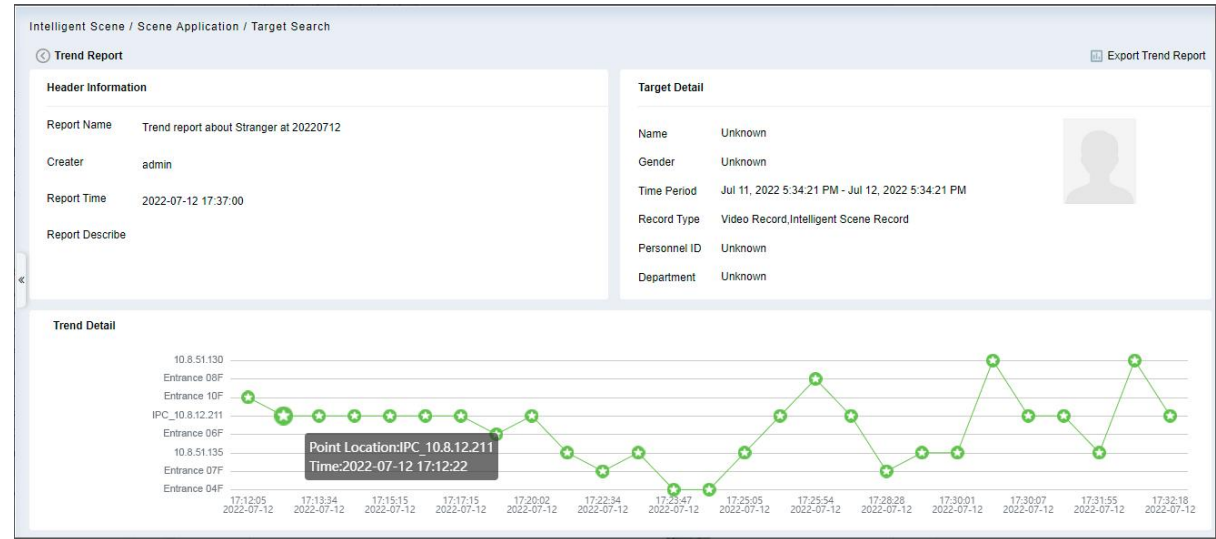 Intelligent Scene / Scene Application / Target Search
Trend Report
Export Trend Report
Header Information
Report Name Trend report about Stranger at 20220712
Creater admin
Report Time 2022-07-12 17:37:00
Report Describe
Target Detail
Name Unknown
Gender Unknown
Time Period Jul 11, 2022 5:34:21 PM - Jul 12, 2022 5:34:21 PM
Record Type Video Record,Intelligent Scene Record
Personnel ID Unknown
Department Unknown
Trend Detail
10.8.51.130
Entrance 08F
Entrance 10F
IPC_10.8.12.211
Entrance 06F
10.8.51.135
Entrance 07F
Entrance 04F
Point Location:IPC_10.8.12.211
Time:2022-07-12 17:12:22
17:12:05 17:13:34 17:15:15 17:17:15 17:20:02 17:22:34 17:23:47 17:25:05 17:25:54 17:28:28 17:30:01 17:30:07 17:31:55 17:32:18
2022-07-12 2022-07-12 2022-07-12 2022-07-12 2022-07-12 2022-07-12 2022-07-12 2022-07-12 2022-07-12 2022-07-12 2022-07-12 2022-07-12 2022-07-12 2022-07-12